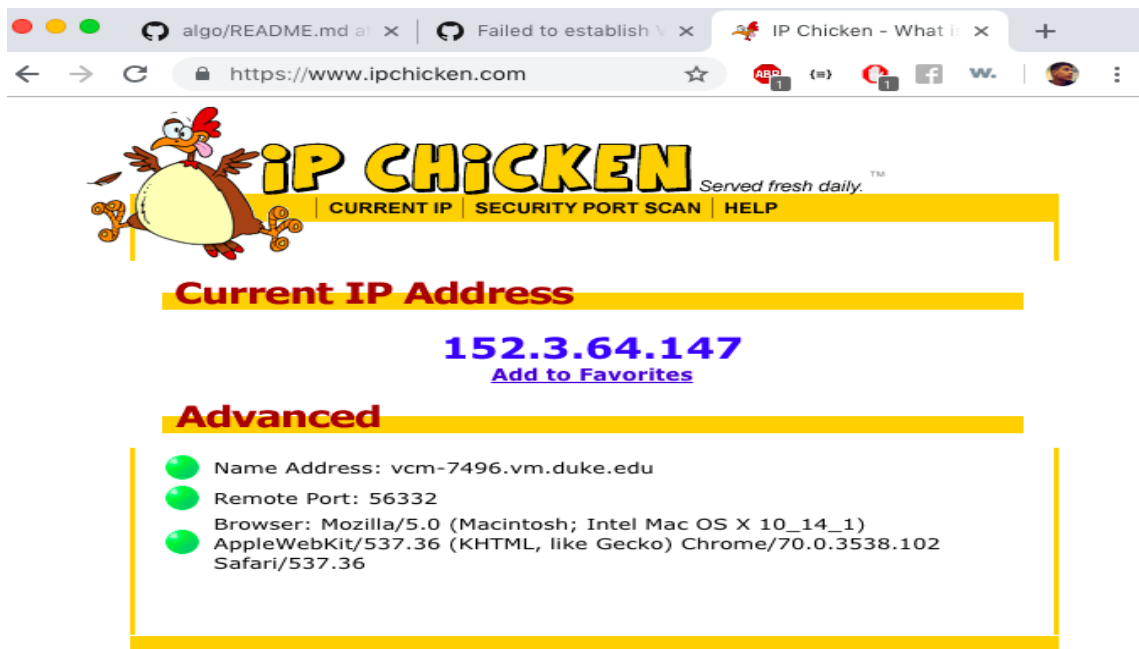 algo/README.md at
Failed to establish V
IP Chicken - What is
https://www.ipchicken.com
ABP
1
{=}
1
f
w.
iP CHiCKEN
Served fresh daily.
TM
CURRENT IP | SECURITY PORT SCAN | HELP
Current IP Address
152.3.64.147
Add to Favorites
Advanced
Name Address: vcm-7496.vm.duke.edu
Remote Port: 56332
Browser: Mozilla/5.0 (Macintosh; Intel Mac OS X 10_14_1)
AppleWebKit/537.36 (KHTML, like Gecko) Chrome/70.0.3538.102
Safari/537.36